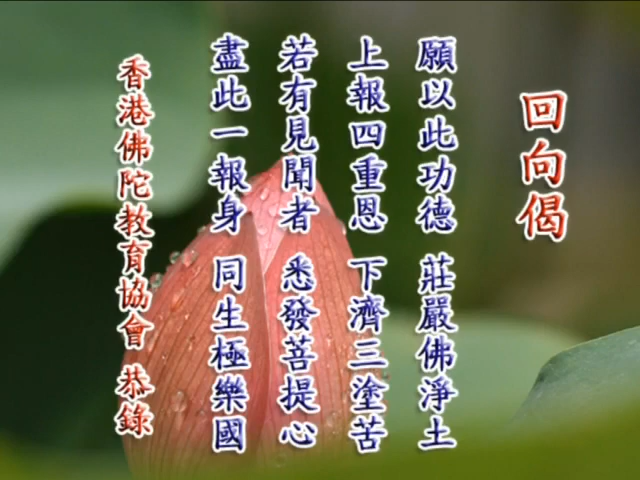 回向偈
願以此功德 莊嚴佛淨土
上報四重恩 下濟三塗苦
若有見聞者 悉發菩提心
盡此一報身 同生極樂國
香港佛陀教育協會 恭錄